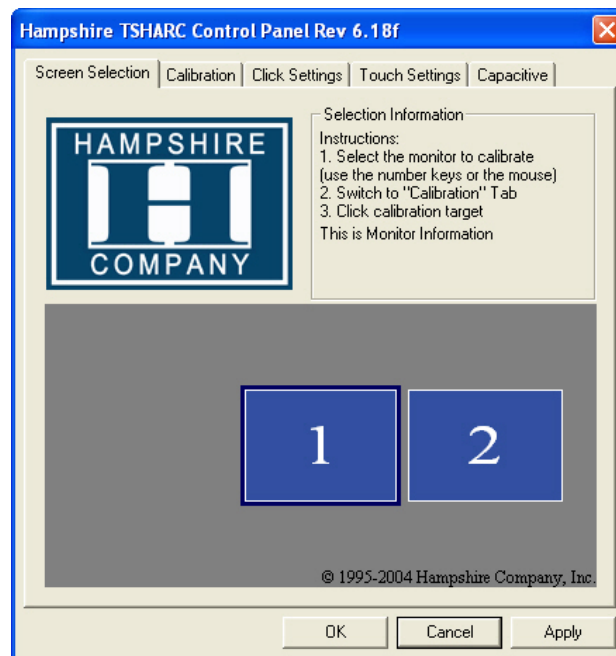 Hampshire TSHARC Control Panel Rev 6.18f
Screen Selection Calibration Click Settings Touch Settings Capacitive
HAMPSHIRE
COMPANY
Selection Information
Instructions:
1. Select the monitor to calibrate
(use the number keys or the mouse)
2. Switch to "Calibration" Tab
3. Click calibration target
This is Monitor Information
1 2
© 1995-2004 Hampshire Company, Inc.
OK Cancel Apply